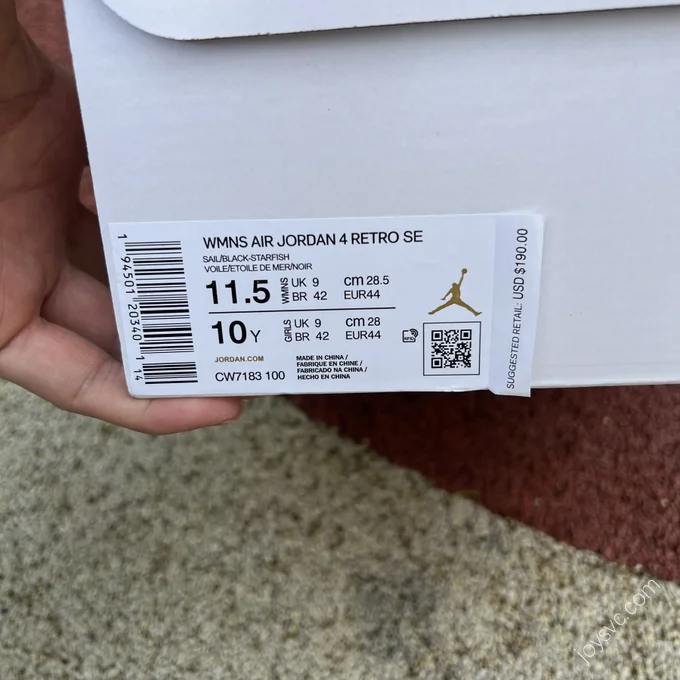 WMNS AIR JORDAN 4 RETRO SE
SAIL/BLACK-STARFISH
VOILE/ETOILE DE MER/NOIR
11.5 WMNS UK 9 cm 28.5
BR 42 EUR44
10Y GIRLS UK 9 cm 28
BR 42 EUR44
JORDAN.COM
CW7183 100
MADE IN CHINA /
FABRIQUE EN CHINE /
FABRICADO NA CHINA /
HECHO EN CHINA
RFID
1 94501 20340 1 14
SUGGESTED RETAIL: USD $190.00
joysvc.com